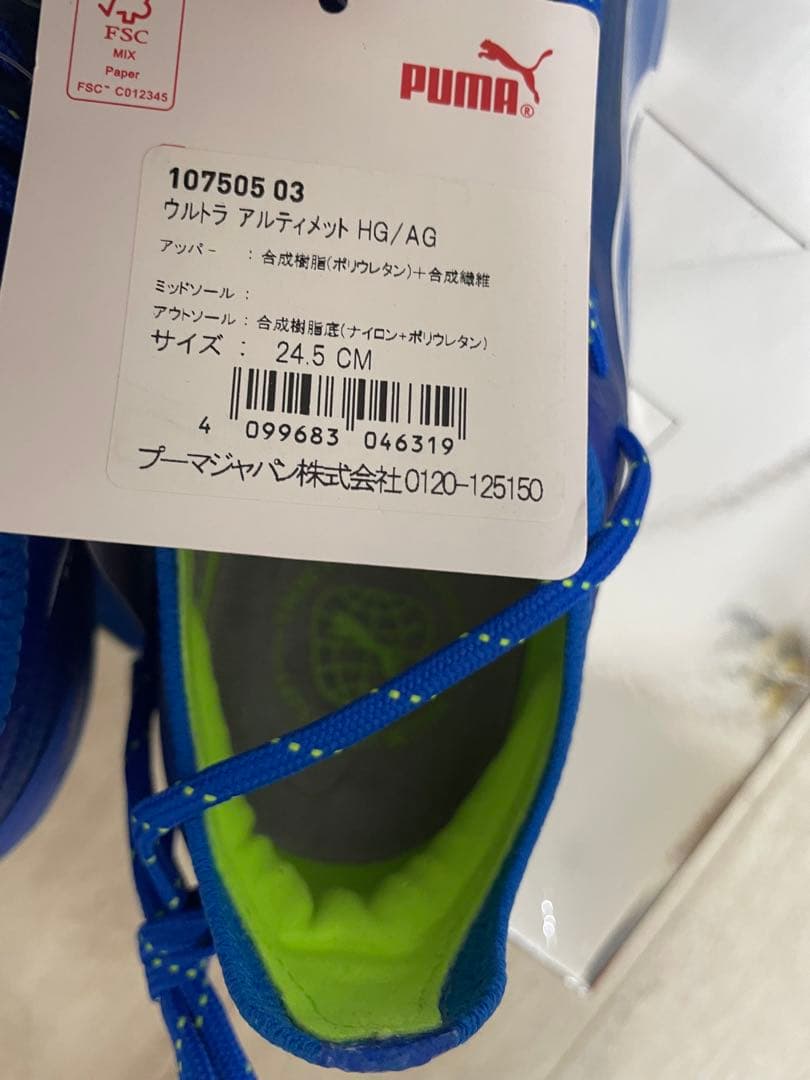 FSC
MIX
Paper
FSC™ C012345
PUMA®
107505 03
ウルトラ アルティメット HG/AG
アッパー : 合成樹脂(ポリウレタン)+合成繊維
ミッドソール :
アウトソール : 合成樹脂底(ナイロン+ポリウレタン)
サイズ : 24.5 CM
4 099683 046319
プーマジャパン株式会社0120-125150